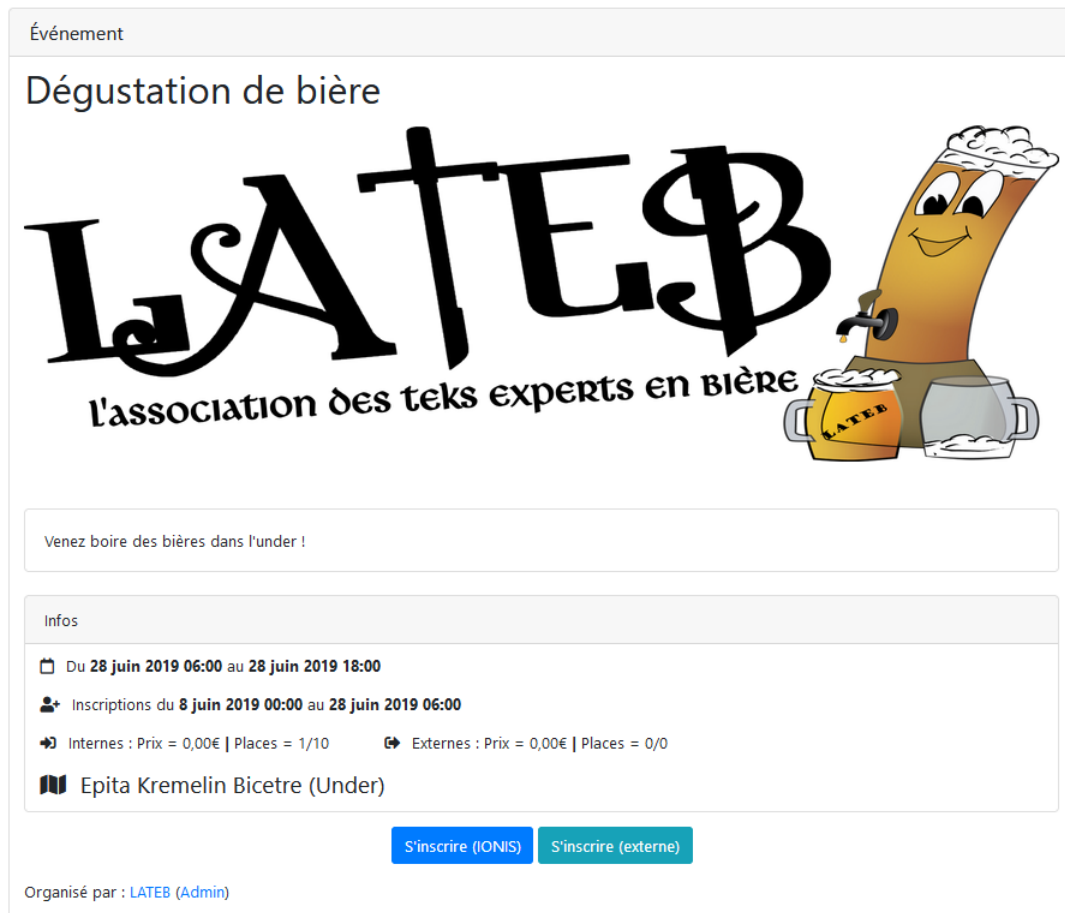 Événement
Dégustation de bière
LATEB
l'association des teks experts en bière
LATEB
Venez boire des bières dans l'under !
Infos
Du 28 juin 2019 06:00 au 28 juin 2019 18:00
Inscriptions du 8 juin 2019 00:00 au 28 juin 2019 06:00
Internes : Prix = 0,00€ | Places = 1/10 Externes : Prix = 0,00€ | Places = 0/0
Epita Kremelin Bicetre (Under)
S'inscrire (IONIS) S'inscrire (externe)
Organisé par : LATEB (Admin)